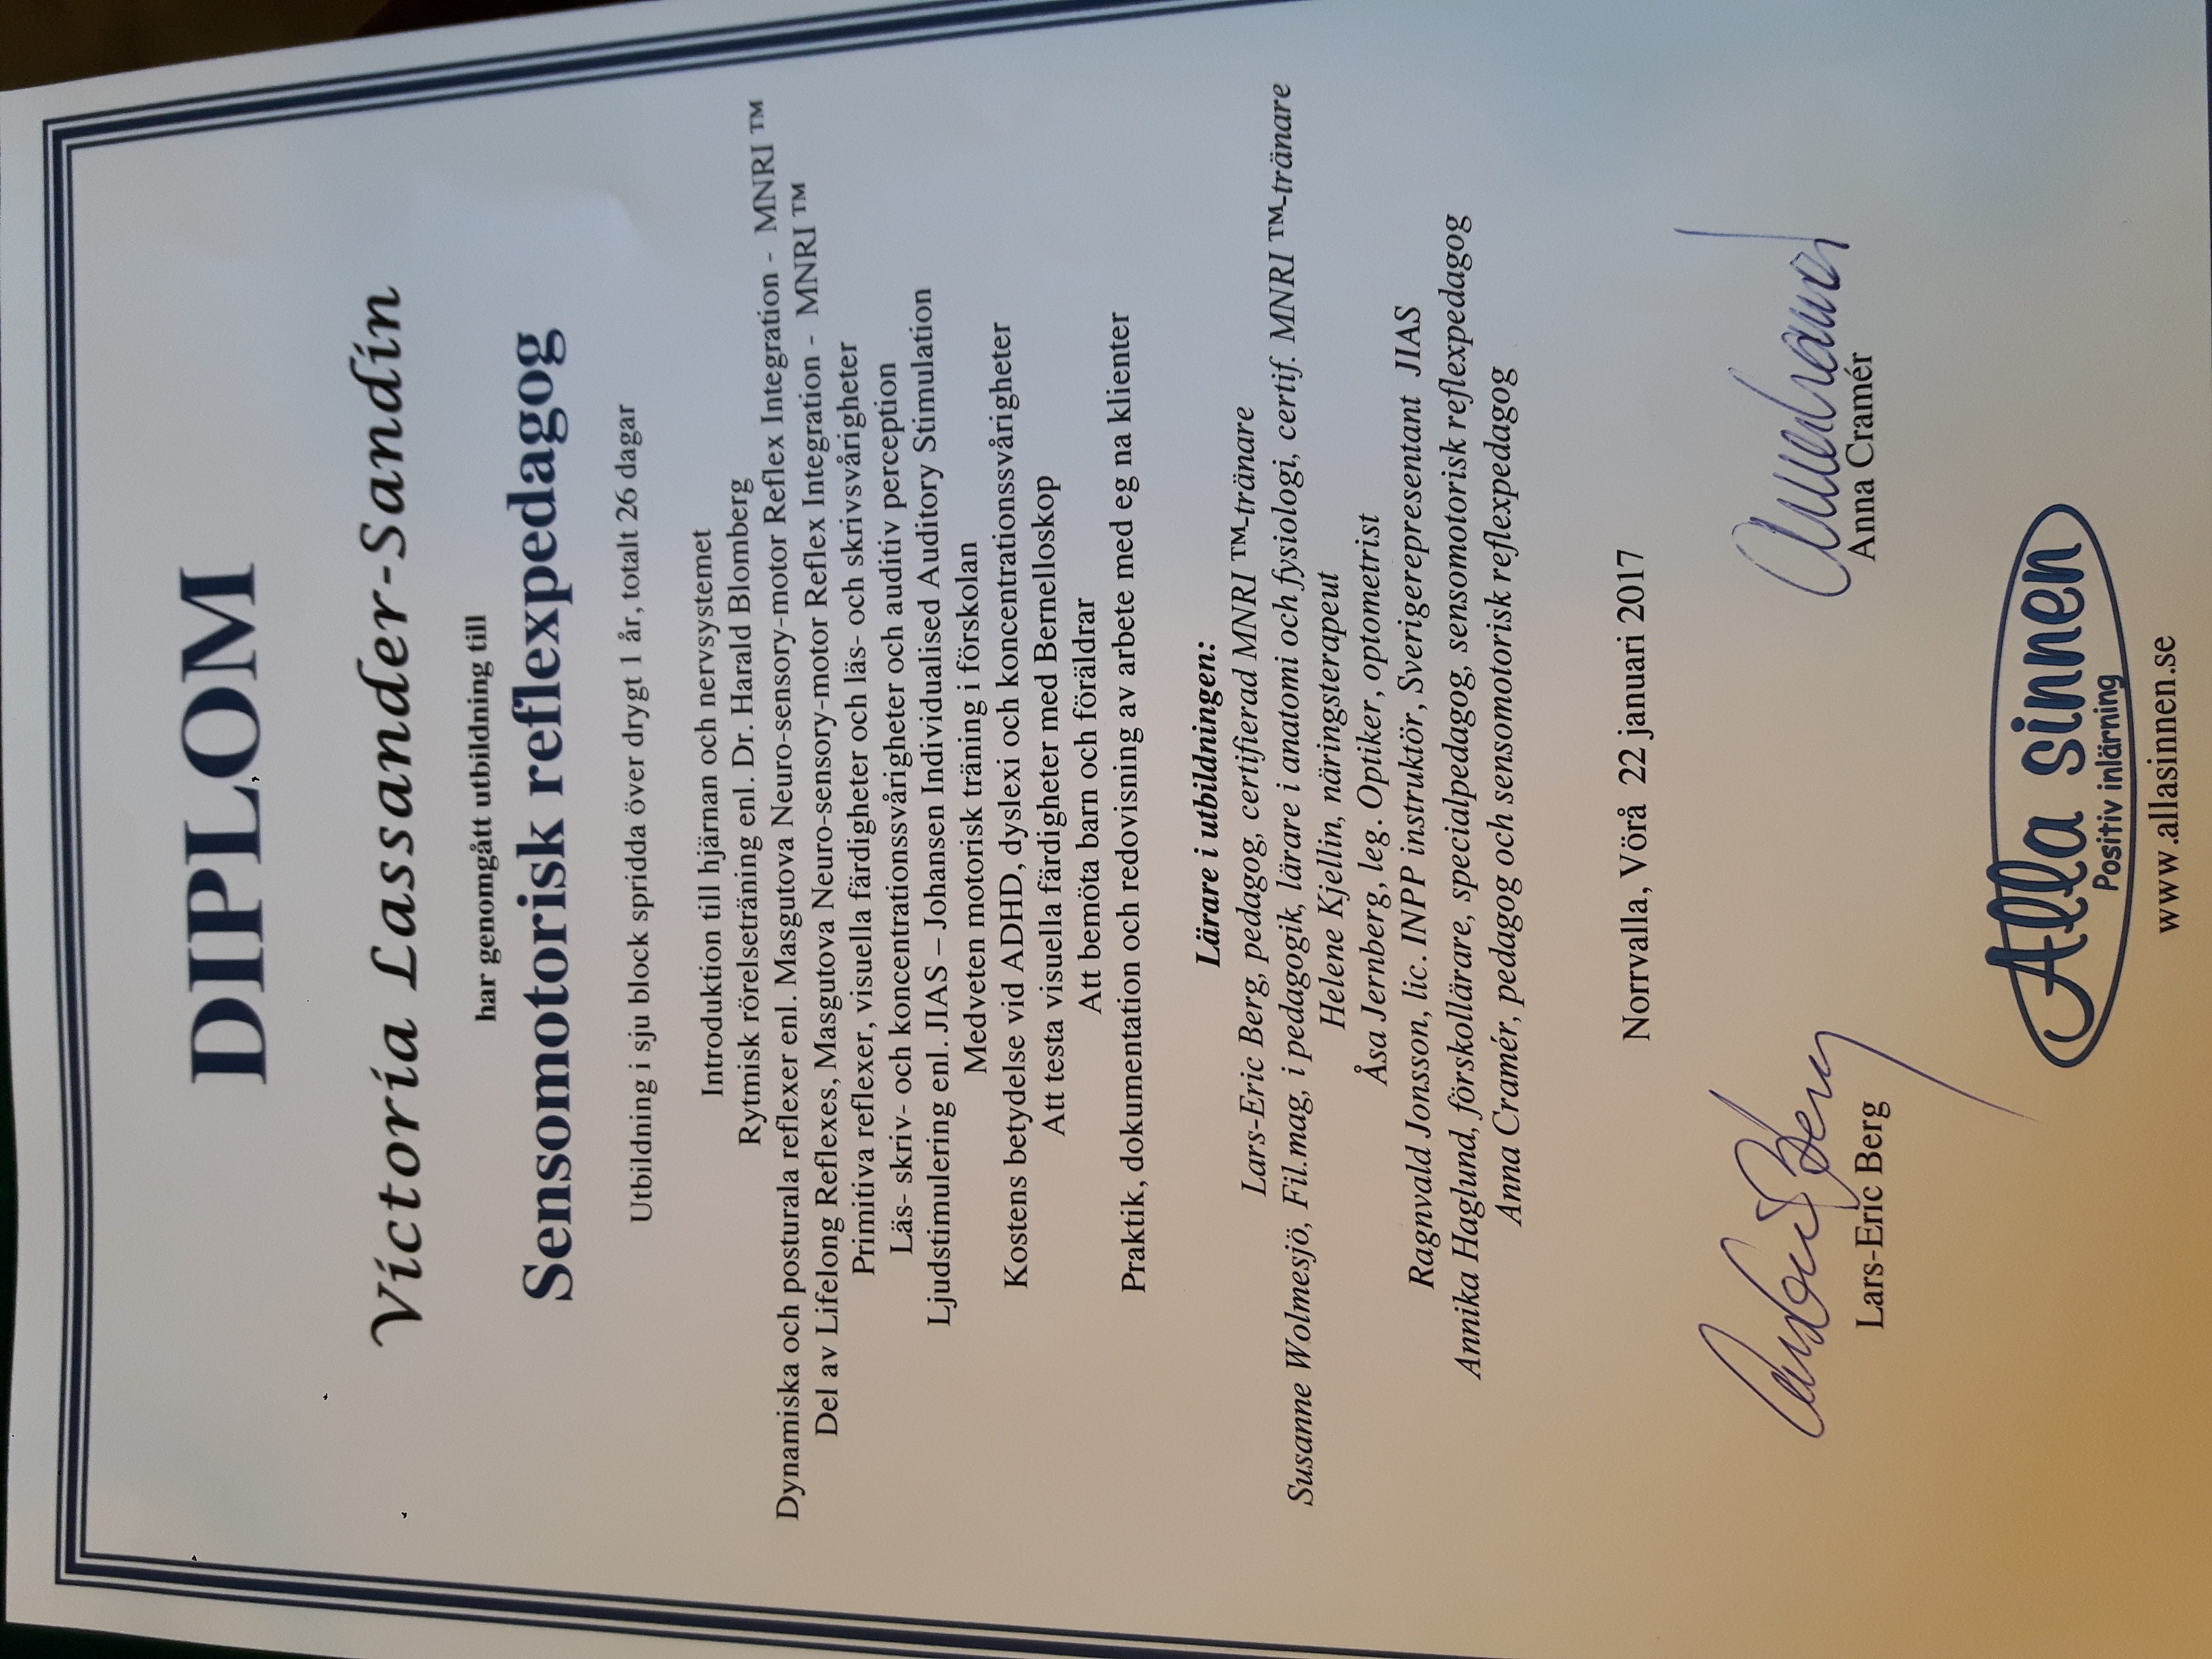 DIPLOM
Victoria Lassander-Sandin
har genomgått utbildning till
Sensomotorisk reflexpedagog
Utbildning i sju block spridda över drygt 1 år, totalt 26 dagar
Introduktion till hjärnan och nervsystemet
Rytmisk rörelseträning enl. Dr. Harald Blomberg
Dynamiska och posturala reflexer enl. Masgutova Neuro-sensory-motor Reflex Integration - MNRI™
Del av Lifelong Reflexes, Masgutova Neuro-sensory-motor Reflex Integration - MNRI™
Primitiva reflexer, visuella färdigheter och läs- och skrivsvårigheter
Läs- skriv- och koncentrationssvårigheter och auditiv perception
Ljudstimulering enl. JIAS – Johansen Individualised Auditory Stimulation
Medveten motorisk träning i förskolan
Kostens betydelse vid ADHD, dyslexi och koncentrationssvårigheter
Att testa visuella färdigheter med Bernelloskop
Att bemöta barn och föräldrar
Praktik, dokumentation och redovisning av arbete med eg na klienter
Lärare i utbildningen:
Lars-Eric Berg, pedagog, certifierad MNRI™-tränare
Susanne Wolmesjö, Fil.mag, i pedagogik, lärare i anatomi och fysiologi, certif. MNRI™-tränare
Helene Kjellin, näringsterapeut
Åsa Jernberg, leg. Optiker, optometrist
Ragnvald Jonsson, lic. INPP instruktör, Sverigerepresentant JIAS
Annika Haglund, förskollärare, specialpedagog, sensomotorisk reflexpedagog
Anna Cramér, pedagog och sensomotorisk reflexpedagog
Norrvalla, Vörå 22 januari 2017
Lars-Eric Berg
Anna Cramér
Alla sinnen
Positiv inlärning
www.allasinnen.se